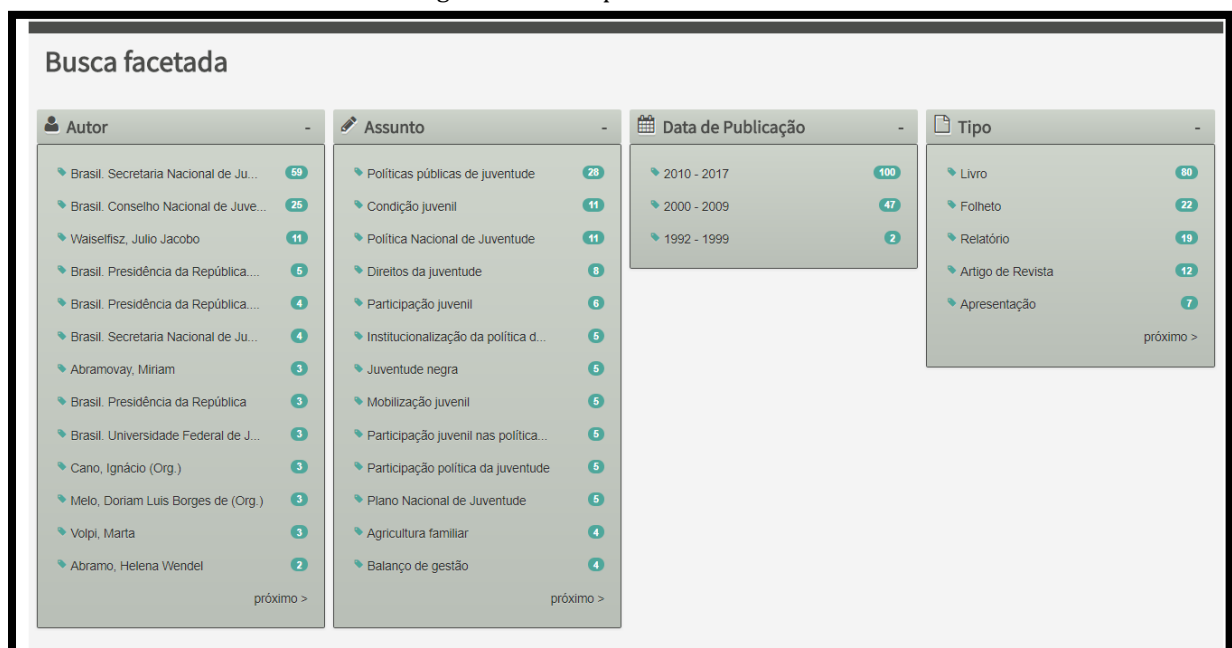 Busca facetada
Autor -
Brasil. Secretaria Nacional de Ju... 59
Brasil. Conselho Nacional de Juve... 25
Waiselfisz, Julio Jacobo 11
Brasil. Presidência da República.... 5
Brasil. Presidência da República.... 4
Brasil. Secretaria Nacional de Ju... 4
Abramovay, Miriam 3
Brasil. Presidência da República 3
Brasil. Universidade Federal de J... 3
Cano, Ignácio (Org.) 3
Melo, Doriam Luis Borges de (Org.) 3
Volpi, Marta 3
Abramo, Helena Wendel 2
próximo >
Assunto -
Políticas públicas de juventude 28
Condição juvenil 11
Política Nacional de Juventude 11
Direitos da juventude 8
Participação juvenil 6
Institucionalização da política d... 5
Juventude negra 5
Mobilização juvenil 5
Participação juvenil nas política... 5
Participação política da juventude 5
Plano Nacional de Juventude 5
Agricultura familiar 4
Balanço de gestão 4
próximo >
Data de Publicação -
2010 - 2017 100
2000 - 2009 47
1992 - 1999 2
Tipo -
Livro 80
Folheto 22
Relatório 19
Artigo de Revista 12
Apresentação 7
próximo >